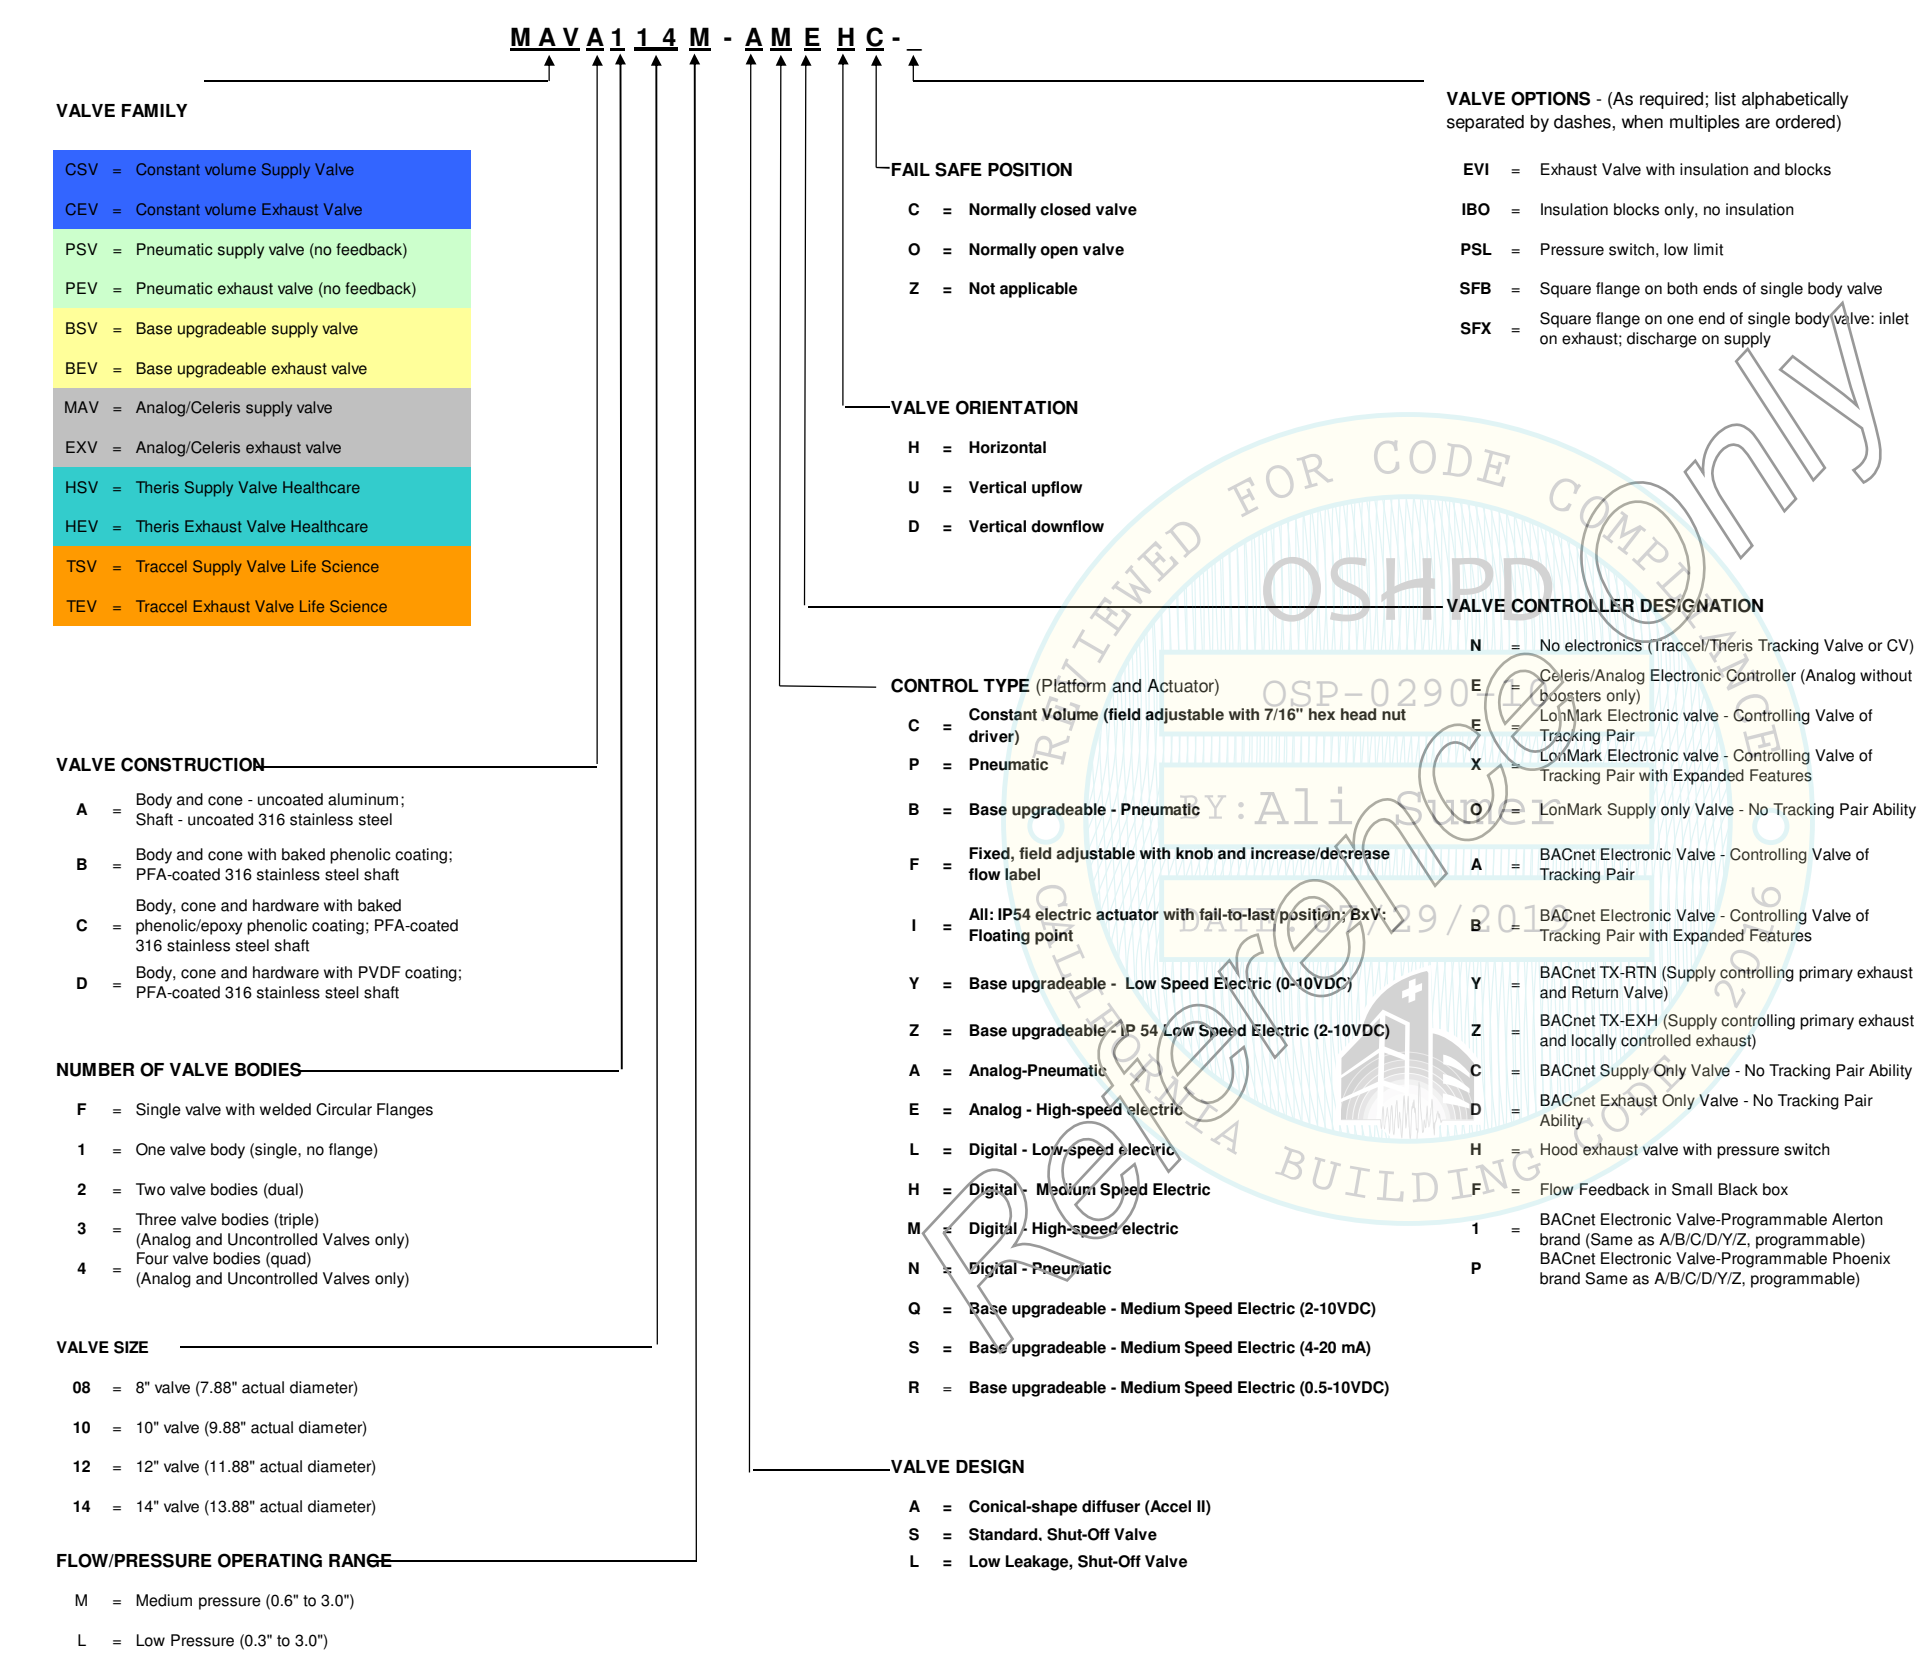 M A V A 1 1 4 M - A M E H C - _
VALVE FAMILY
CSV = Constant volume Supply Valve
CEV = Constant volume Exhaust Valve
PSV = Pneumatic supply valve (no feedback)
PEV = Pneumatic exhaust valve (no feedback)
BSV = Base upgradeable supply valve
BEV = Base upgradeable exhaust valve
MAV = Analog/Celeris supply valve
EXV = Analog/Celeris exhaust valve
HSV = Theris Supply Valve Healthcare
HEV = Theris Exhaust Valve Healthcare
TSV = Traccel Supply Valve Life Science
TEV = Traccel Exhaust Valve Life Science
VALVE CONSTRUCTION
A = Body and cone - uncoated aluminum;
Shaft - uncoated 316 stainless steel
B = Body and cone with baked phenolic coating;
PFA-coated 316 stainless steel shaft
C = Body, cone and hardware with baked
phenolic/epoxy phenolic coating; PFA-coated
316 stainless steel shaft
D = Body, cone and hardware with PVDF coating;
PFA-coated 316 stainless steel shaft
NUMBER OF VALVE BODIES
F = Single valve with welded Circular Flanges
1 = One valve body (single, no flange)
2 = Two valve bodies (dual)
3 = Three valve bodies (triple)
(Analog and Uncontrolled Valves only)
4 = Four valve bodies (quad)
(Analog and Uncontrolled Valves only)
VALVE SIZE
08 = 8" valve (7.88" actual diameter)
10 = 10" valve (9.88" actual diameter)
12 = 12" valve (11.88" actual diameter)
14 = 14" valve (13.88" actual diameter)
FLOW/PRESSURE OPERATING RANGE
M = Medium pressure (0.6" to 3.0")
L = Low Pressure (0.3" to 3.0")
FAIL SAFE POSITION
C = Normally closed valve
O = Normally open valve
Z = Not applicable
VALVE ORIENTATION
H = Horizontal
U = Vertical upflow
D = Vertical downflow
CONTROL TYPE (Platform and Actuator)
C = Constant Volume (field adjustable with 7/16" hex head nut
driver)
P = Pneumatic
B = Base upgradeable - Pneumatic
F = Fixed, field adjustable with knob and increase/decrease
flow label
I = All: IP54 electric actuator with fail-to-last position; BxV:
Floating point
Y = Base upgradeable - Low Speed Electric (0-10VDC)
Z = Base upgradeable - IP 54 Low Speed Electric (2-10VDC)
A = Analog-Pneumatic
E = Analog - High-speed electric
L = Digital - Low-speed electric
H = Digital - Medium Speed Electric
M = Digital - High-speed electric
N = Digital - Pneumatic
Q = Base upgradeable - Medium Speed Electric (2-10VDC)
S = Base upgradeable - Medium Speed Electric (4-20 mA)
R = Base upgradeable - Medium Speed Electric (0.5-10VDC)
VALVE DESIGN
A = Conical-shape diffuser (Accel II)
S = Standard, Shut-Off Valve
L = Low Leakage, Shut-Off Valve
VALVE OPTIONS - (As required; list alphabetically
separated by dashes, when multiples are ordered)
EVI = Exhaust Valve with insulation and blocks
IBO = Insulation blocks only, no insulation
PSL = Pressure switch, low limit
SFB = Square flange on both ends of single body valve
SFX = Square flange on one end of single body valve: inlet
on exhaust; discharge on supply
VALVE CONTROLLER DESIGNATION
N = No electronics (Traccel/Theris Tracking Valve or CV)
E = Celeris/Analog Electronic Controller (Analog without
boosters only)
E = LonMark Electronic valve - Controlling Valve of
Tracking Pair
X = LonMark Electronic valve - Controlling Valve of
Tracking Pair with Expanded Features
O = LonMark Supply only Valve - No Tracking Pair Ability
A = BACnet Electronic Valve - Controlling Valve of
Tracking Pair
B = BACnet Electronic Valve - Controlling Valve of
Tracking Pair with Expanded Features
Y = BACnet TX-RTN (Supply controlling primary exhaust
and Return Valve)
Z = BACnet TX-EXH (Supply controlling primary exhaust
and locally controlled exhaust)
C = BACnet Supply Only Valve - No Tracking Pair Ability
D = BACnet Exhaust Only Valve - No Tracking Pair
Ability
H = Hood exhaust valve with pressure switch
F = Flow Feedback in Small Black box
1 = BACnet Electronic Valve-Programmable Alerton
brand (Same as A/B/C/D/Y/Z, programmable)
P BACnet Electronic Valve-Programmable Phoenix
brand Same as A/B/C/D/Y/Z, programmable)
REVIEWED FOR CODE COMPLIANCE
OSHPD
OSP-0290-10
BY: Ali Sumer
DATE: 07/29/2019
CALIFORNIA BUILDING CODE 2016
Reference Only